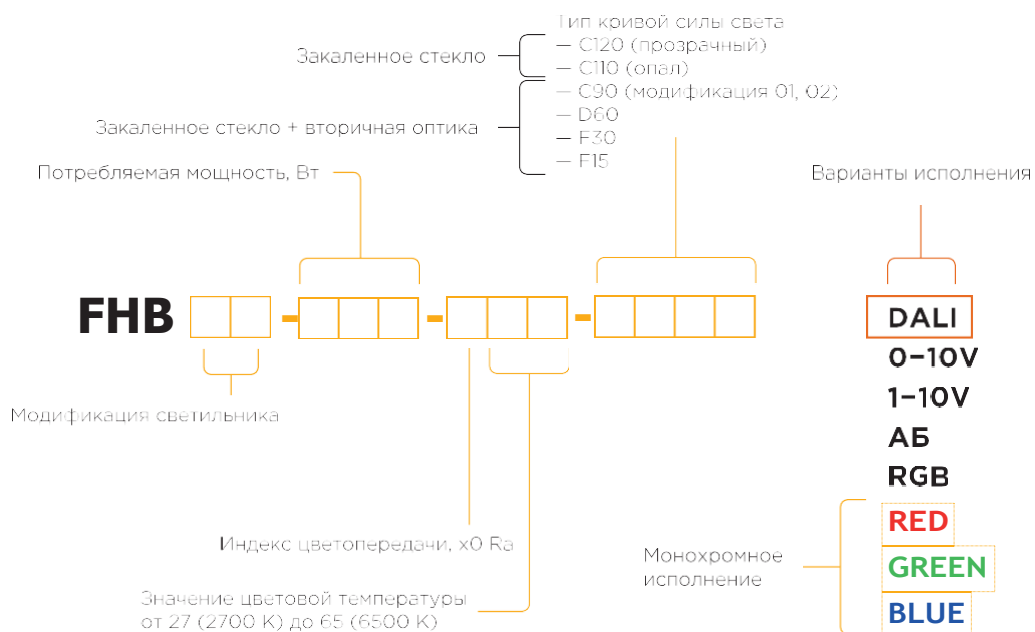 Тип кривой силы света
— C120 (прозрачный)
— C110 (опал)
— C90 (модификация 01, 02)
— D60
— F30
— F15
Закаленное стекло
Закаленное стекло + вторичная оптика
Потребляемая мощность, Вт
Варианты исполнения
FHB - - -
DALI
0–10V
1–10V
АБ
RGB
RED
GREEN
BLUE
Модификация светильника
Индекс цветопередачи, x0 Ra
Значение цветовой температуры
от 27 (2700 K) до 65 (6500 K)
Монохромное
исполнение